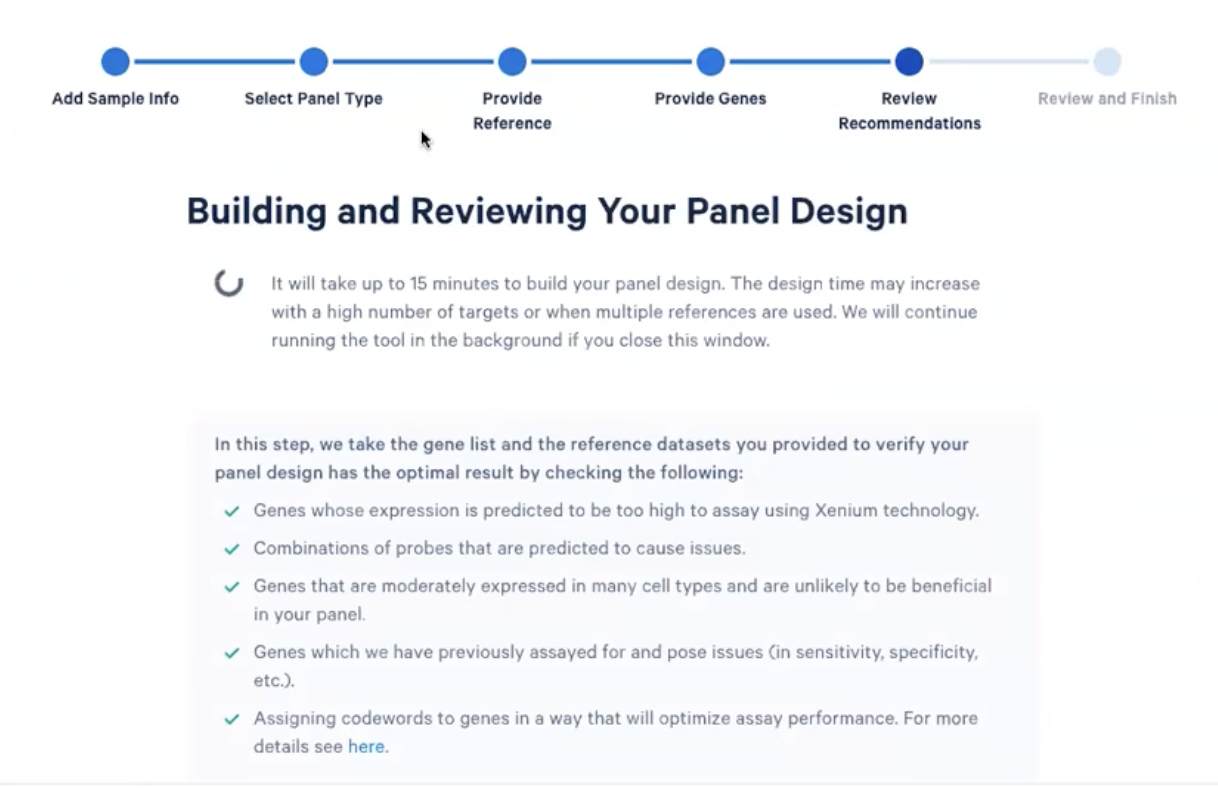 Add Sample Info
Select Panel Type
Provide
Reference
Provide Genes
Review
Recommendations
Review and Finish
Building and Reviewing Your Panel Design
It will take up to 15 minutes to build your panel design. The design time may increase
with a high number of targets or when multiple references are used. We will continue
running the tool in the background if you close this window.
In this step, we take the gene list and the reference datasets you provided to verify your
panel design has the optimal result by checking the following:
Genes whose expression is predicted to be too high to assay using Xenium technology.
Combinations of probes that are predicted to cause issues.
Genes that are moderately expressed in many cell types and are unlikely to be beneficial
in your panel.
Genes which we have previously assayed for and pose issues (in sensitivity, specificity,
etc.).
Assigning codewords to genes in a way that will optimize assay performance. For more
details see here.